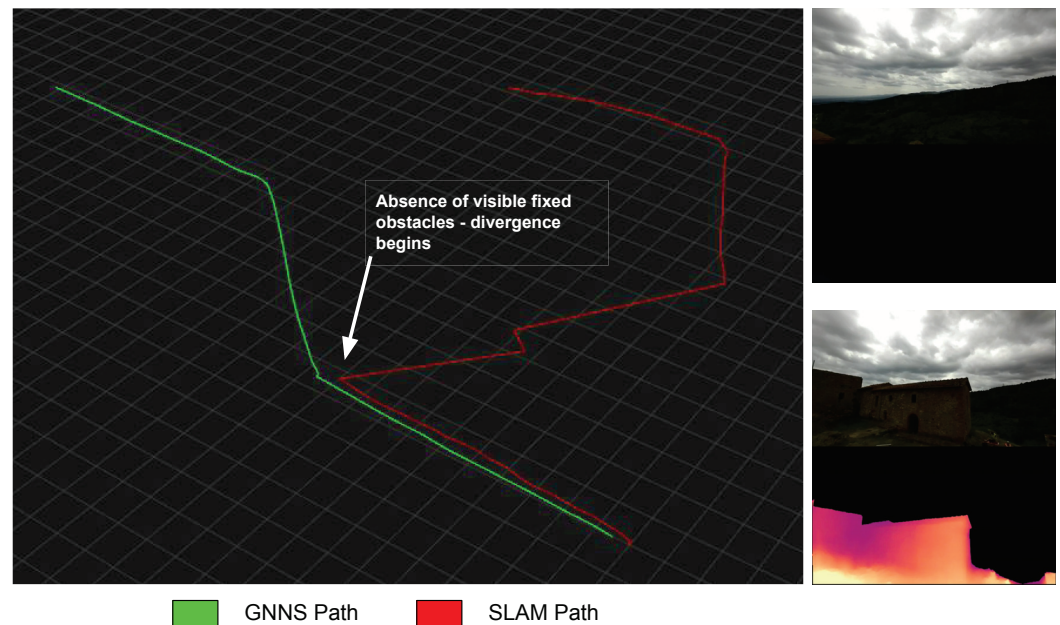 Absence of visible fixed
obstacles - divergence
begins
GNNS Path
SLAM Path